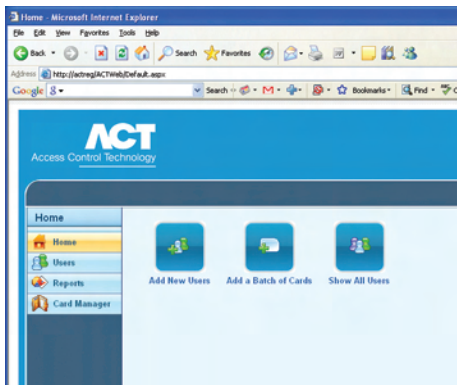 Home - Microsoft Internet Explorer
File Edit View Favorites Tools Help
Back Search Favorites
Address http://actreg/ACTWeb/Default.aspx
Google Search Bookmarks Find
ACT
Access Control Technology
Home
Home
Users
Reports
Card Manager
Add New Users Add a Batch of Cards Show All Users